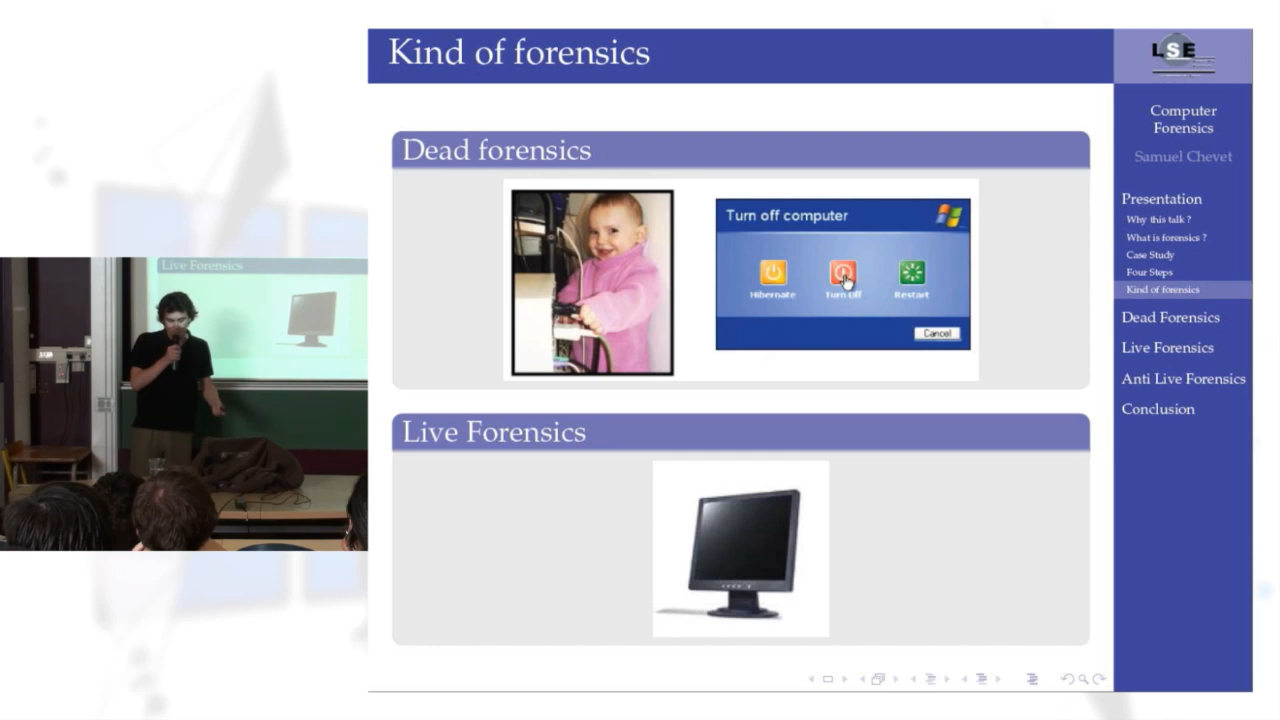 Kind of forensics
Dead forensics
Turn off computer
Hibernate
Turn Off
Restart
Cancel
Live Forensics
LSE
Computer
Forensics
Samuel Chevet
Presentation
Why this talk ?
What is forensics ?
Case Study
Four Steps
Kind of forensics
Dead Forensics
Live Forensics
Anti Live Forensics
Conclusion
Live Forensics